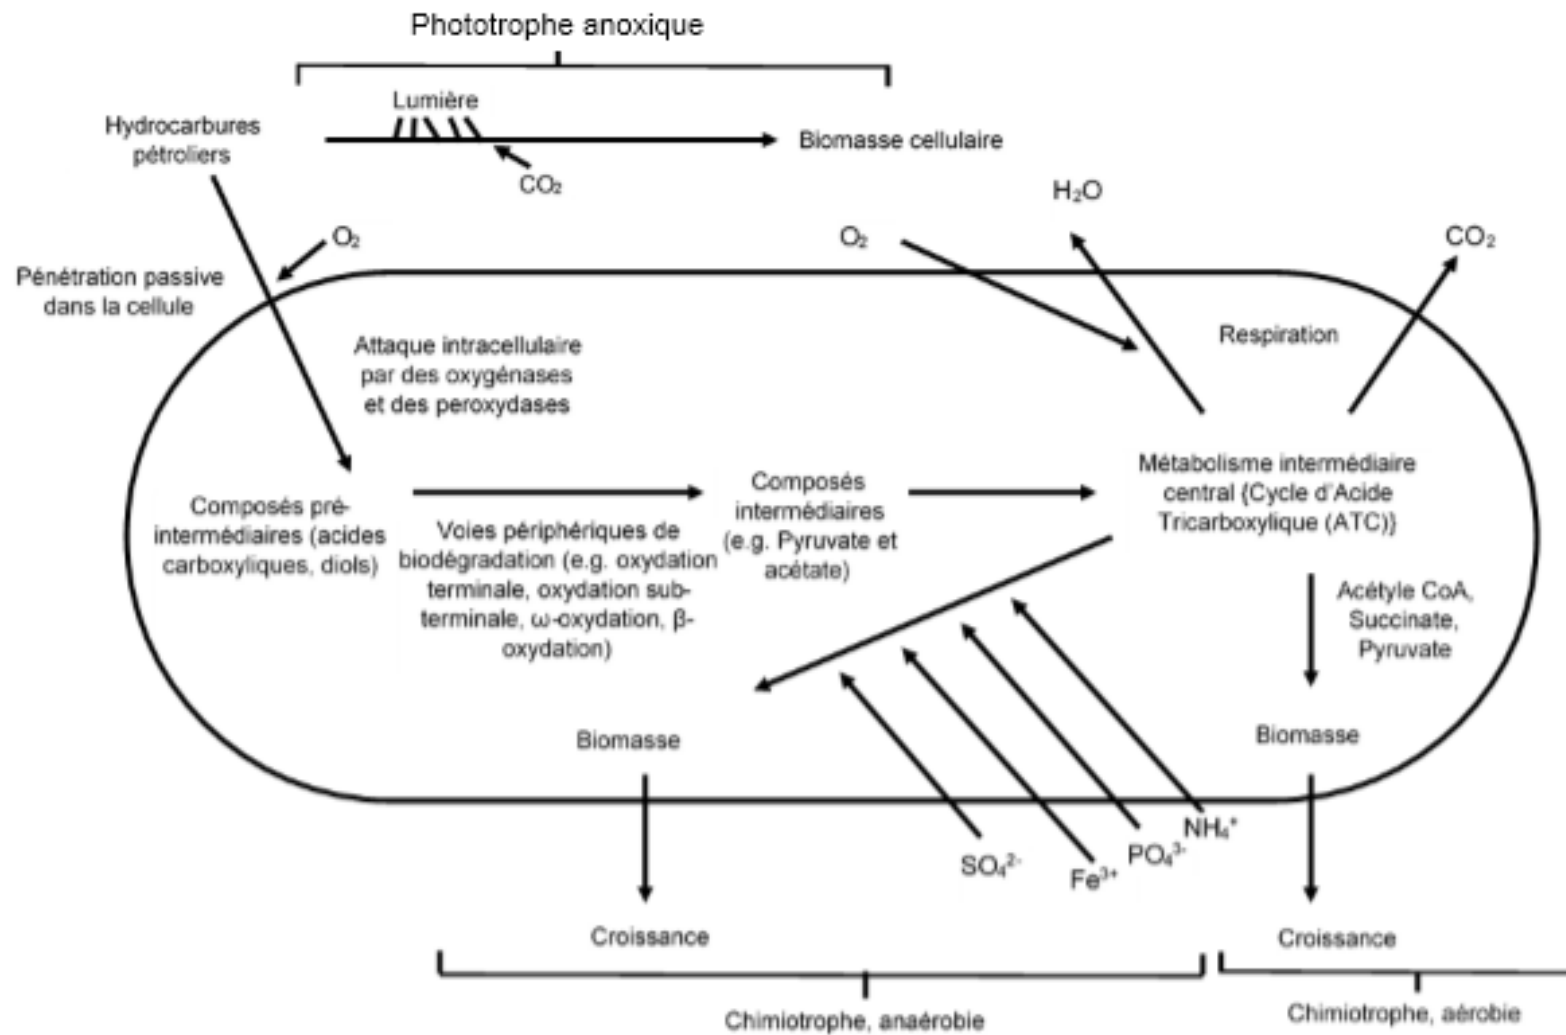 Phototrophe anoxique
Lumière
Hydrocarbures
pétroliers
Biomasse cellulaire
CO₂
H₂O
O₂
O₂
CO₂
Pénétration passive
dans la cellule
Respiration
Attaque intracellulaire
par des oxygénases
et des peroxydases
Métabolisme intermédiaire
central {Cycle d'Acide
Tricarboxylique (ATC)}
Composés pré-
intermédiaires (acides
carboxyliques, diols)
Composés
intermédiaires
(e.g. Pyruvate et
acétate)
Voies périphériques de
biodégradation (e.g. oxydation
terminale, oxydation sub-
terminale, ω-oxydation, β-
oxydation)
Acétyle CoA,
Succinate,
Pyruvate
Biomasse
Biomasse
SO₄²⁻
Fe³⁺
PO₄³⁻
NH₄⁺
Croissance
Croissance
Chimiotrophe, anaérobie
Chimiotrophe, aérobie